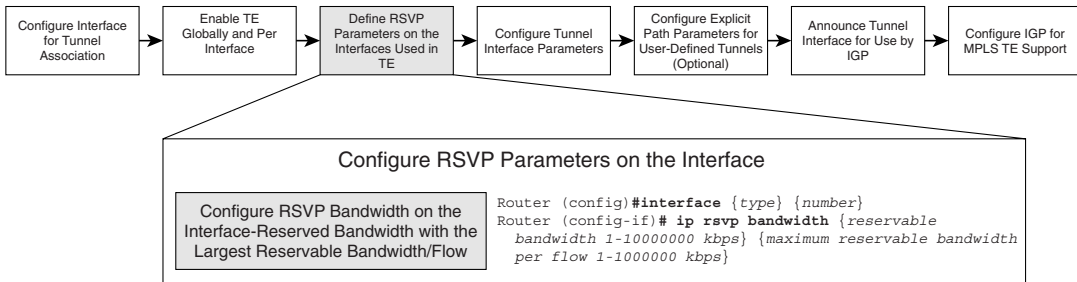 Configure Interface
for Tunnel
Association
Enable TE
Globally and Per
Interface
Define RSVP
Parameters on the
Interfaces Used in
TE
Configure Tunnel
Interface Parameters
Configure Explicit
Path Parameters for
User-Defined Tunnels
(Optional)
Announce Tunnel
Interface for Use by
IGP
Configure IGP for
MPLS TE Support
Configure RSVP Parameters on the Interface
Configure RSVP Bandwidth on the
Interface-Reserved Bandwidth with the
Largest Reservable Bandwidth/Flow
Router (config)#interface {type} {number}
Router (config-if)# ip rsvp bandwidth {reservable
bandwidth 1-10000000 kbps} {maximum reservable bandwidth
per flow 1-1000000 kbps}